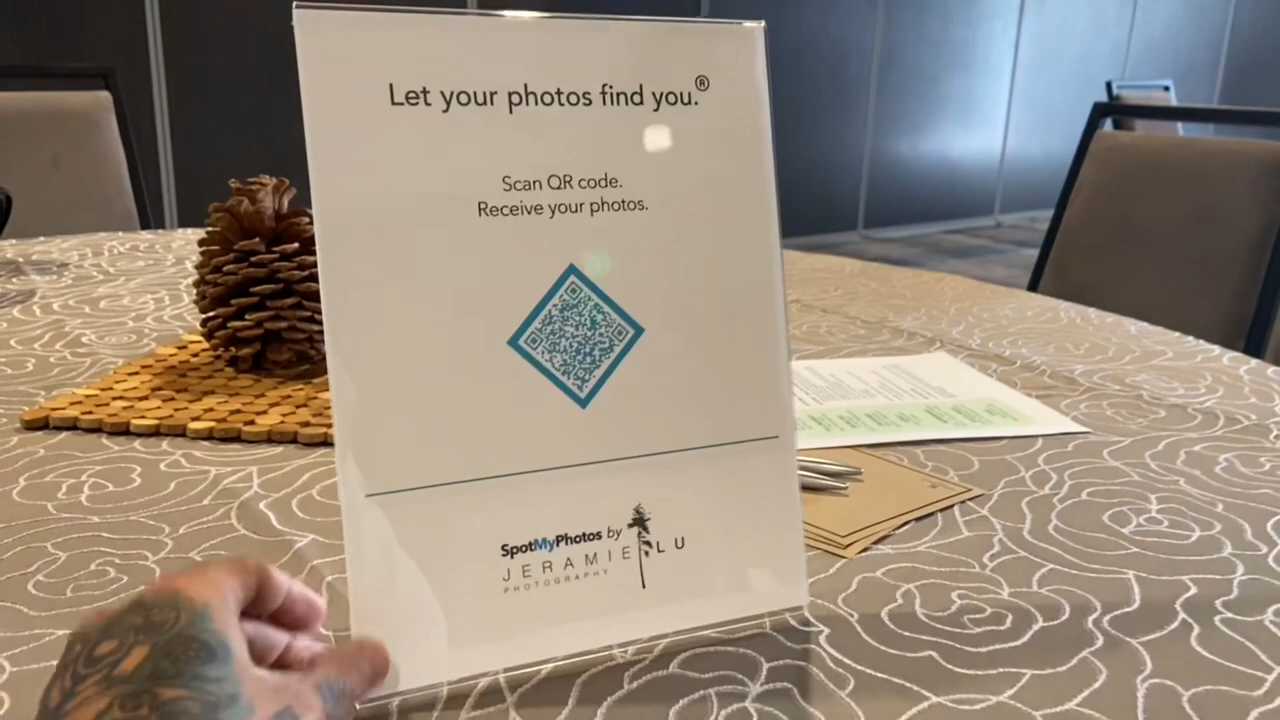 Let your photos find you.®
Scan QR code.
Receive your photos.
SpotMyPhotos by
JERAMIE LU
PHOTOGRAPHY